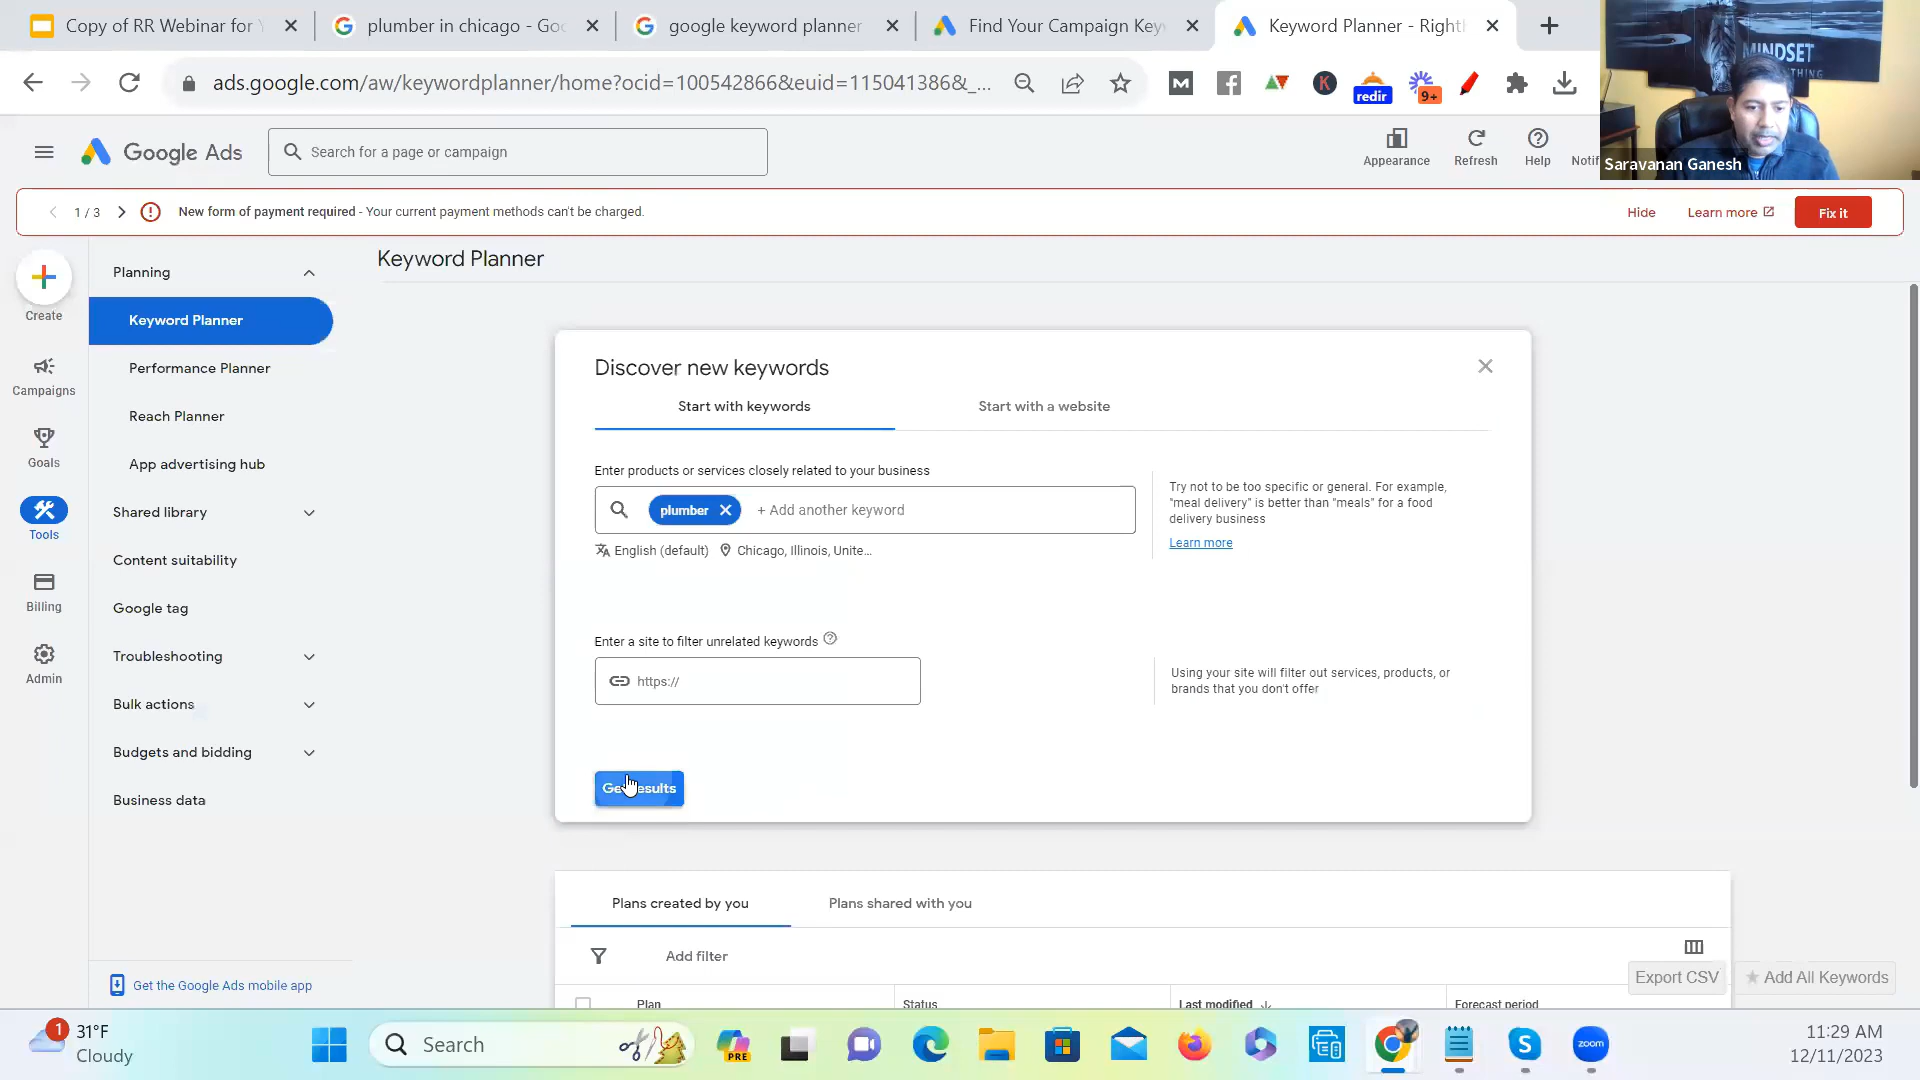 Copy of RR Webinar for
plumber in chicago - Goo
google keyword planner
Find Your Campaign Key
Keyword Planner - Right
MINDSET
ads.google.com/aw/keywordplanner/home?ocid=100542866&euid=115041386&_...
redir
9+
Google Ads
Search for a page or campaign
Appearance
Refresh
Help
Notif
Saravanan Ganesh
1 / 3
New form of payment required - Your current payment methods can't be charged.
Hide
Learn more
Fix it
Create
Campaigns
Goals
Tools
Billing
Admin
Planning
Keyword Planner
Performance Planner
Reach Planner
App advertising hub
Shared library
Content suitability
Google tag
Troubleshooting
Bulk actions
Budgets and bidding
Business data
Get the Google Ads mobile app
Keyword Planner
Discover new keywords
Start with keywords
Start with a website
Enter products or services closely related to your business
plumber
+ Add another keyword
English (default)
Chicago, Illinois, Unite...
Try not to be too specific or general. For example,
"meal delivery" is better than "meals" for a food
delivery business
Learn more
Enter a site to filter unrelated keywords
https://
Using your site will filter out services, products, or
brands that you don't offer
Get results
Plans created by you
Plans shared with you
Add filter
Export CSV
Add All Keywords
Plan
Status
Last modified
Forecast period
1
31°F
Cloudy
Search
PRE
zoom
11:29 AM
12/11/2023